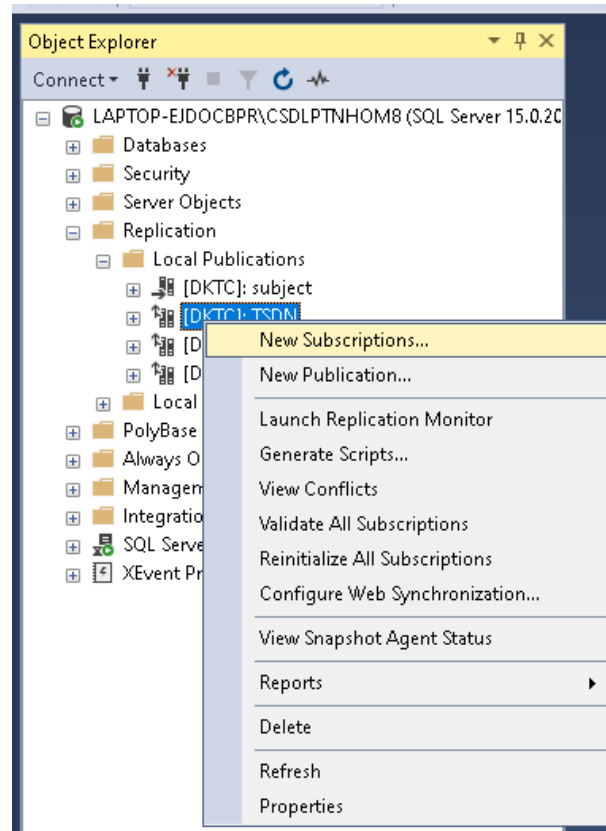 Object Explorer
Connect
LAPTOP-EJDOCBPR\CSDLPTNHOM8 (SQL Server 15.0.20
Databases
Security
Server Objects
Replication
Local Publications
[DKTC]: subject
[DKTC]: TSDN
[D
[D
Local
PolyBase
Always O
Managem
Integratio
SQL Serve
XEvent Pr
New Subscriptions...
New Publication...
Launch Replication Monitor
Generate Scripts...
View Conflicts
Validate All Subscriptions
Reinitialize All Subscriptions
Configure Web Synchronization...
View Snapshot Agent Status
Reports
Delete
Refresh
Properties